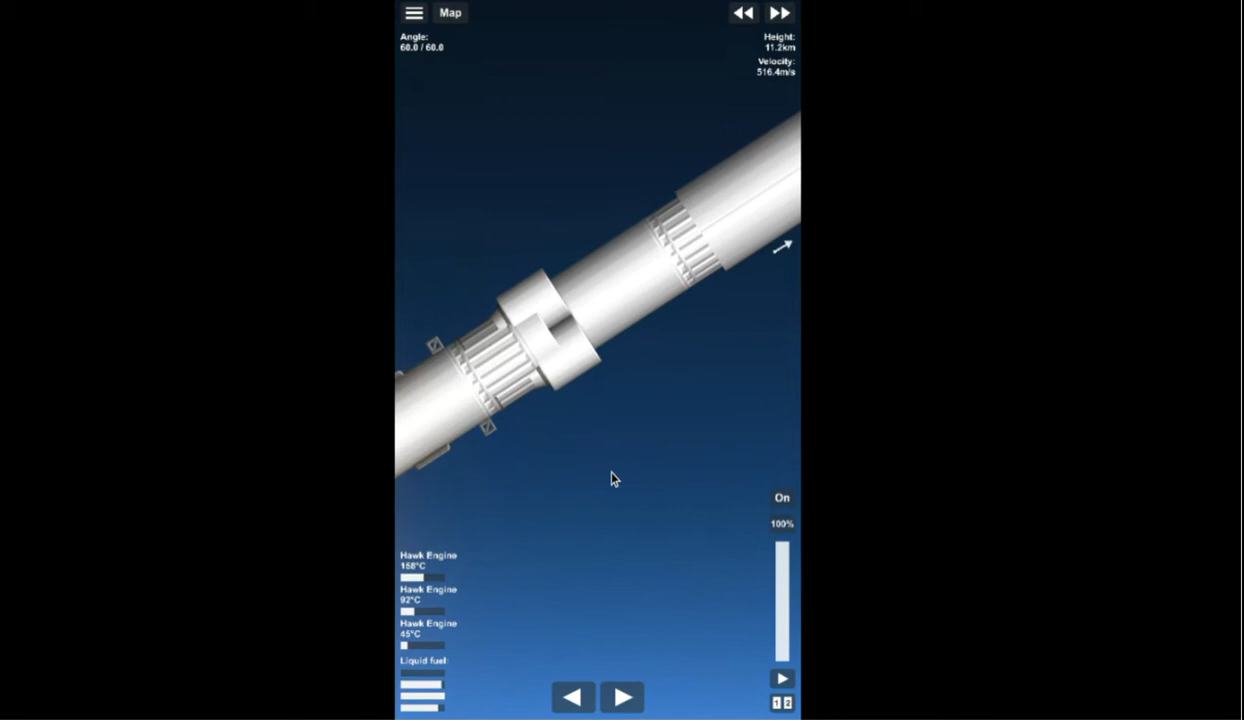 Map
Angle:
60.0 / 60.0
Height:
11.2km
Velocity:
516.4m/s
On
100%
Hawk Engine
158°C
Hawk Engine
92°C
Hawk Engine
45°C
Liquid fuel:
1 2